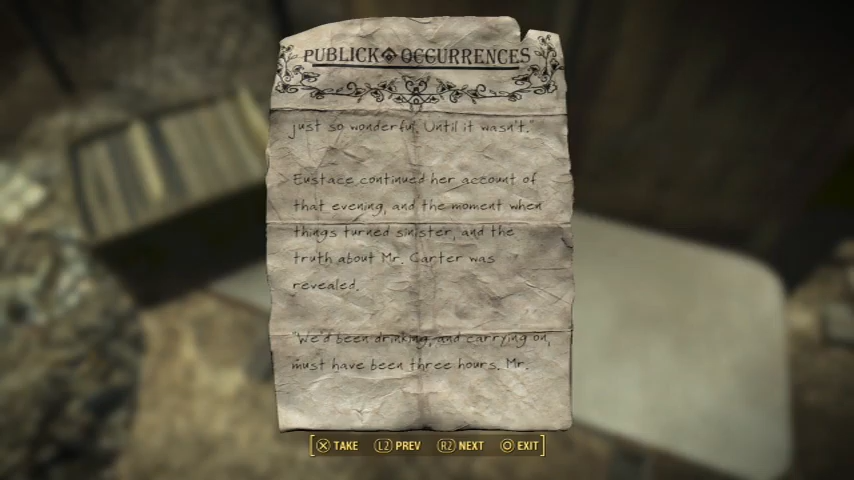 PUBLICK OCCURRENCES
just so wonderful. Until it wasn't."
Eustace continued her account of
that evening, and the moment when
things turned sinister, and the
truth about Mr. Carter was
revealed.
"We'd been drinking, and carrying on,
must have been three hours. Mr.
TAKE L2 PREV R2 NEXT EXIT